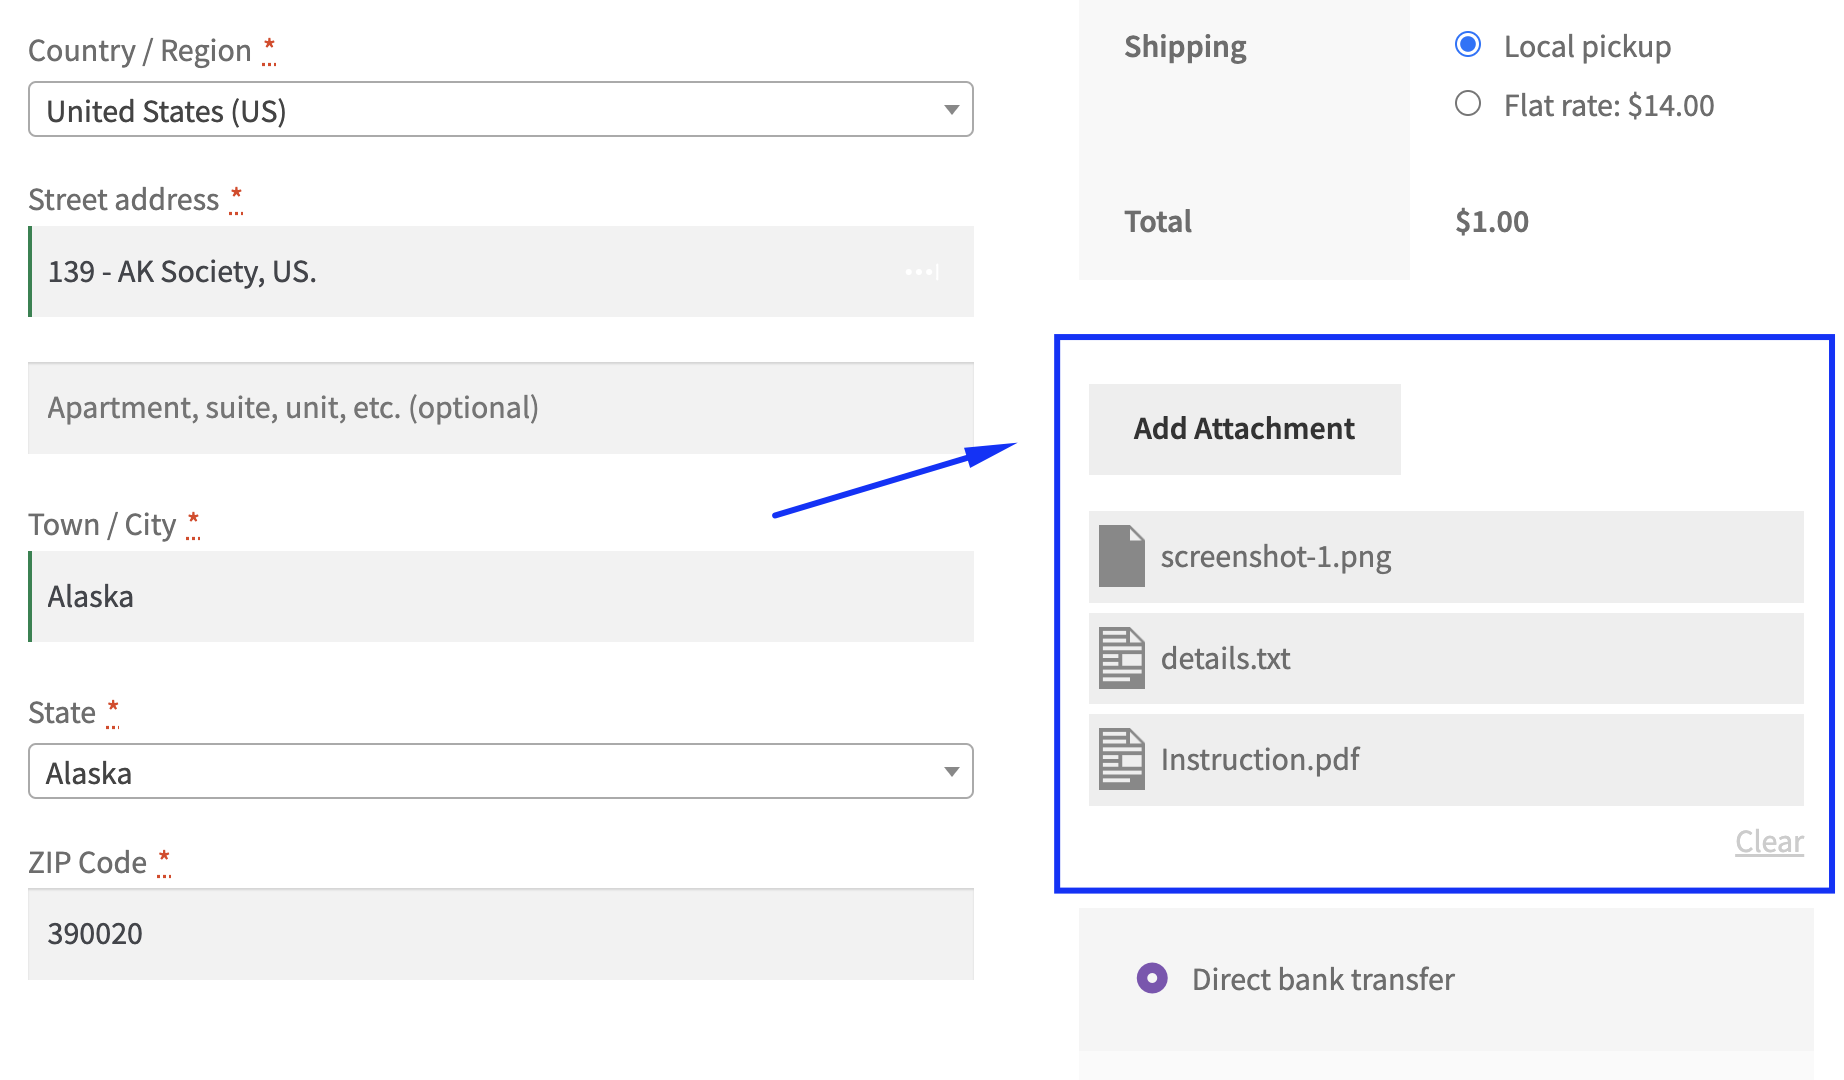 Country / Region *
United States (US)
Street address *
139 - AK Society, US.
Apartment, suite, unit, etc. (optional)
Town / City *
Alaska
State *
Alaska
ZIP Code *
390020
Shipping
Local pickup
Flat rate: $14.00
Total
$1.00
Add Attachment
screenshot-1.png
details.txt
Instruction.pdf
Clear
Direct bank transfer